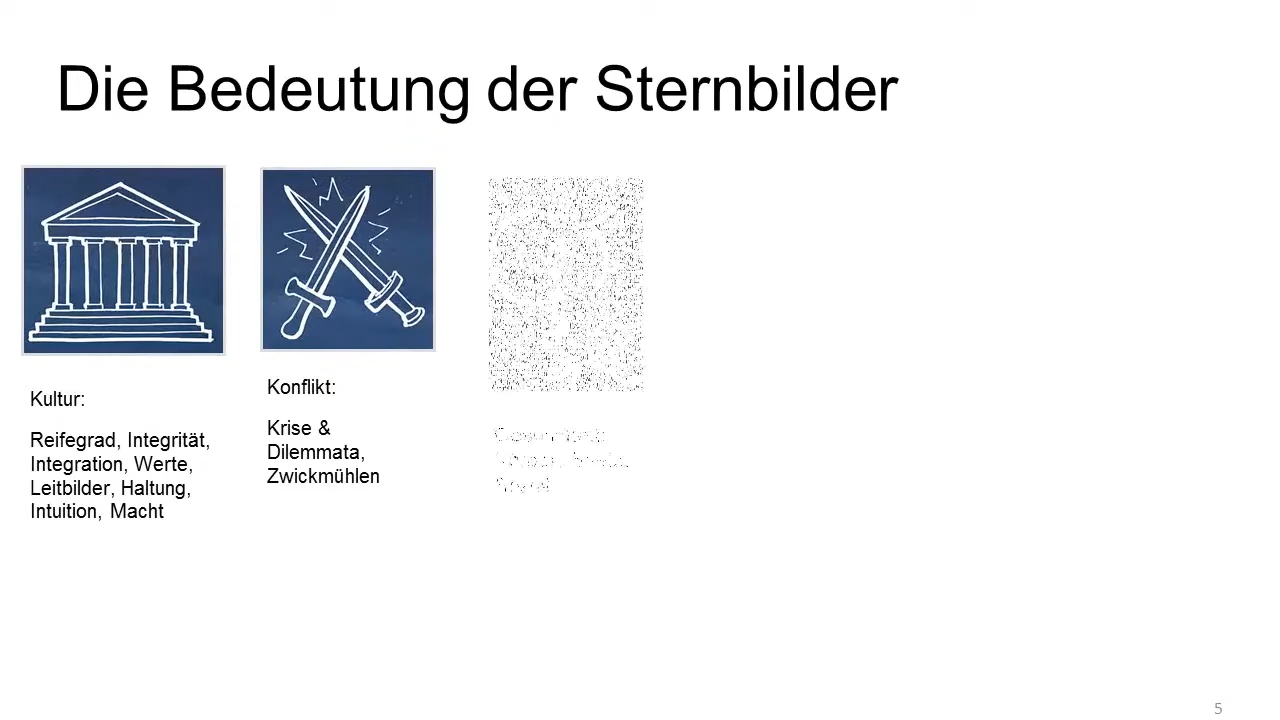 Die Bedeutung der Sternbilder
Kultur:
Reifegrad, Integrität,
Integration, Werte,
Leitbilder, Haltung,
Intuition, Macht
Konflikt:
Krise &
Dilemmata,
Zwickmühlen
5